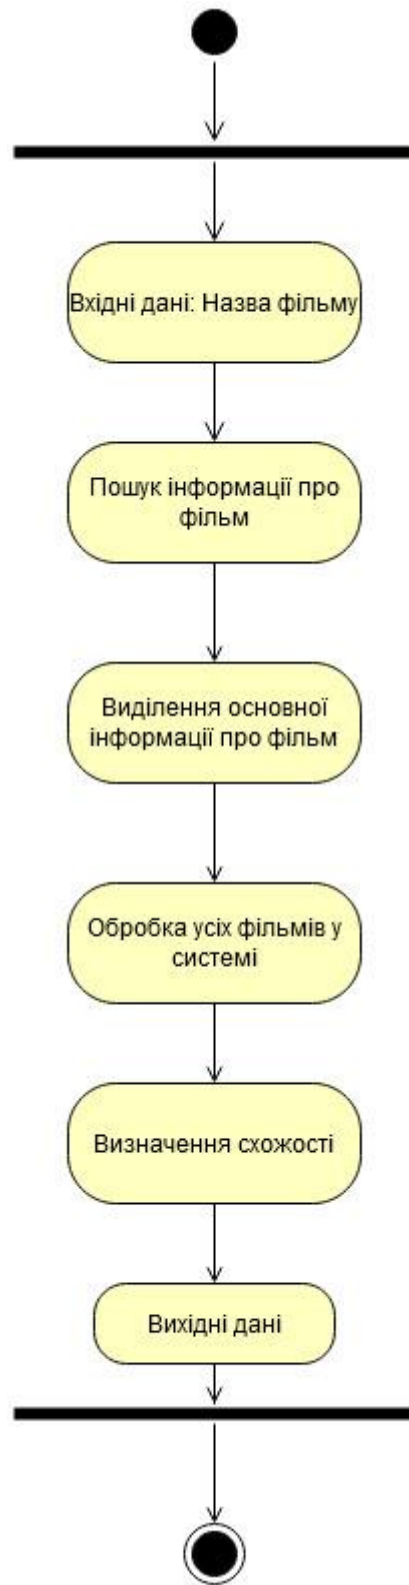 Вхідні дані: Назва фільму
Пошук інформації про
фільм
Виділення основної
інформації про фільм
Обробка усіх фільмів у
системі
Визначення схожості
Вихідні дані